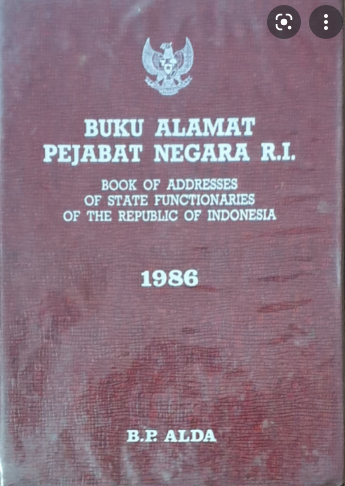 BUKU ALAMAT
PEJABAT NEGARA R.I.
BOOK OF ADDRESSES
OF STATE FUNCTIONARIES
OF THE REPUBLIC OF INDONESIA
1986
B.P. ALDA